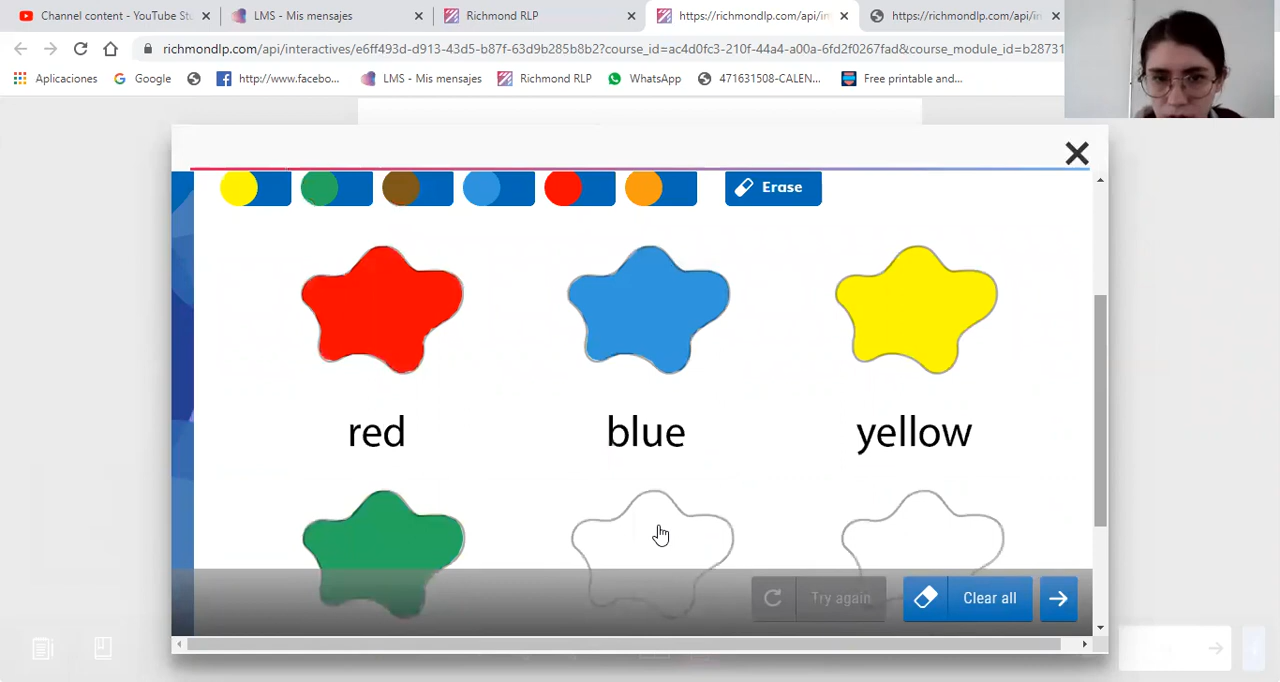 Channel content - YouTube Stu
LMS - Mis mensajes
Richmond RLP
https://richmondlp.com/api/in
https://richmondlp.com/api/in
richmondlp.com/api/interactives/e6ff493d-d913-43d5-b87f-63d9b285b8b2?course_id=ac4d0fc3-210f-44a4-a00a-6fd2f0267fad&course_module_id=b28731
Aplicaciones
Google
http://www.facebo...
LMS - Mis mensajes
Richmond RLP
WhatsApp
471631508-CALEN...
Free printable and...
Erase
red
blue
yellow
Try again
Clear all